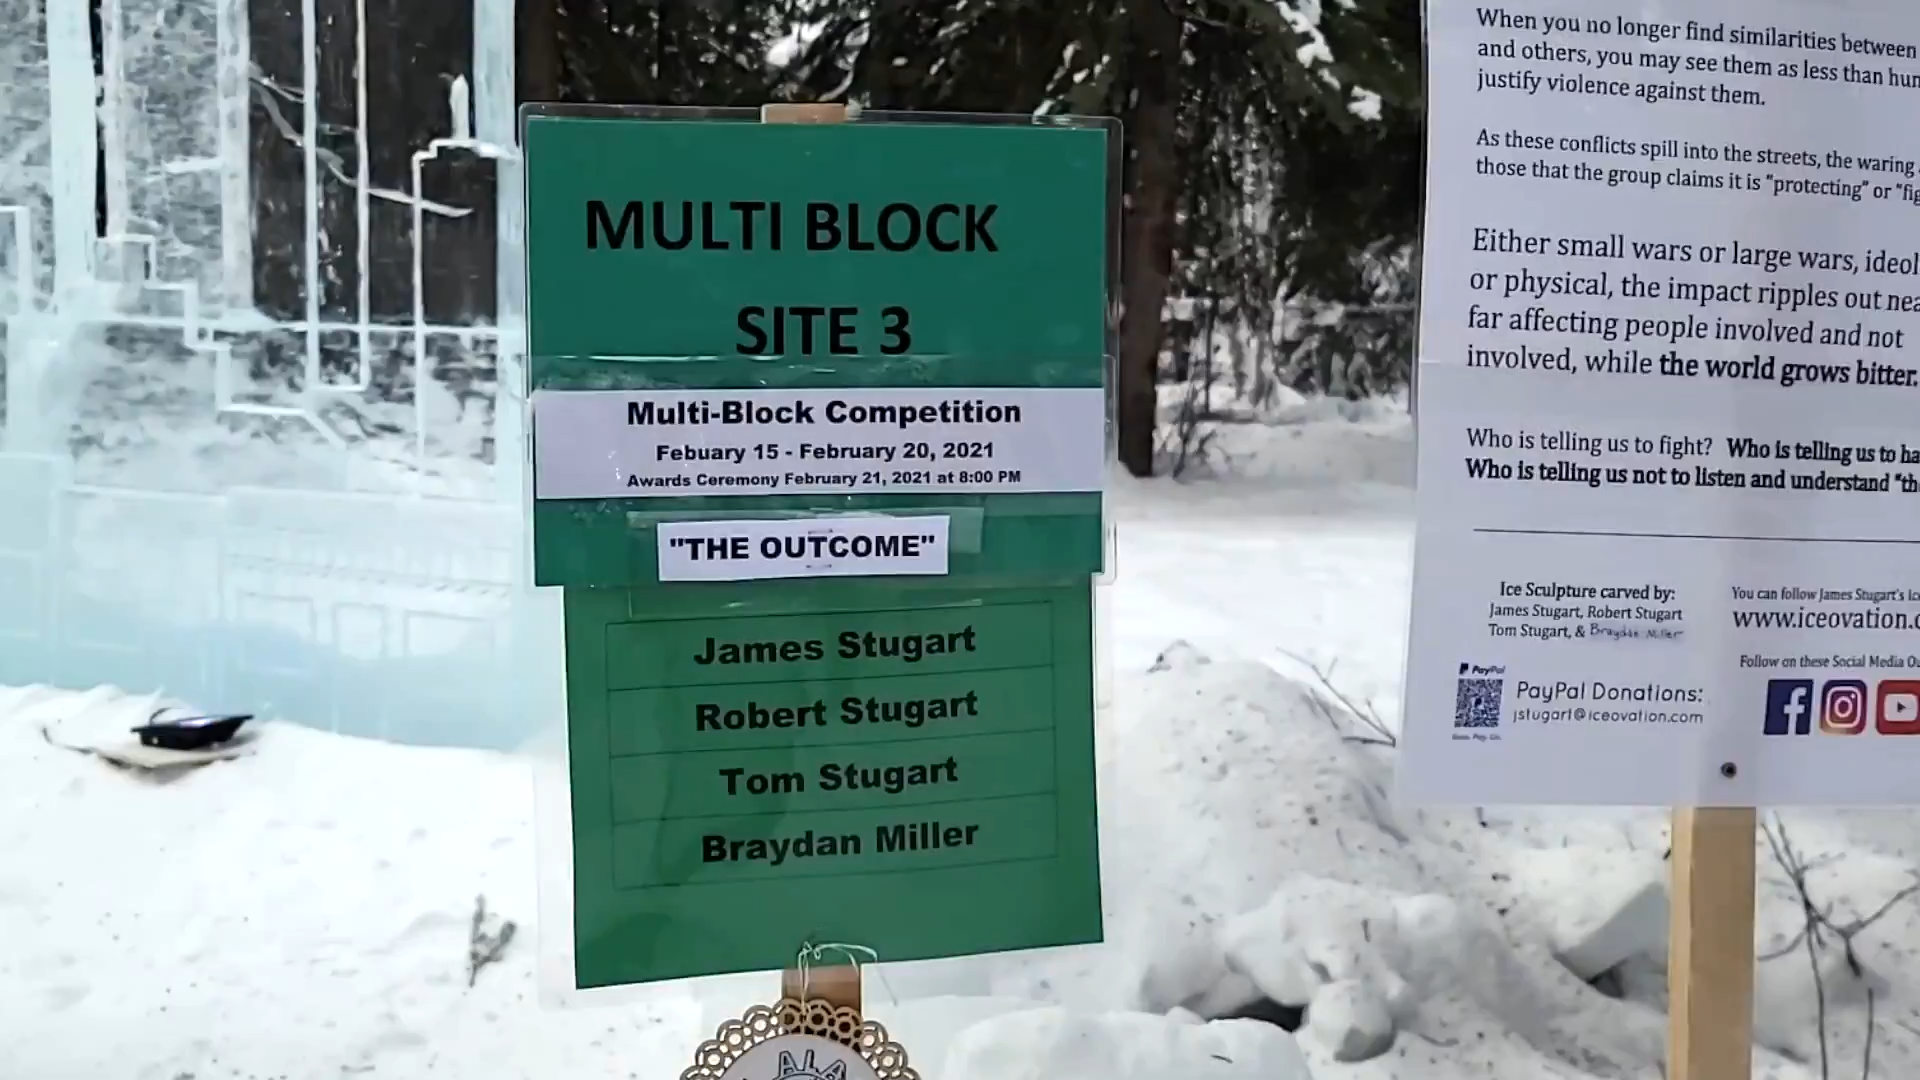 MULTI BLOCK
SITE 3
Multi-Block Competition
Febuary 15 - February 20, 2021
Awards Ceremony February 21, 2021 at 8:00 PM
"THE OUTCOME"
James Stugart
Robert Stugart
Tom Stugart
Braydan Miller
ALA
When you no longer find similarities between
and others, you may see them as less than
justify violence against them.
As these conflicts spill into the streets, the waring
those that the group claims it is "protecting" or
Either small wars or large wars,
or physical, the impact ripples out
far affecting people involved and not
involved, while the world grows bitter.
Who is telling us to fight? Who is telling us to
Who is telling us not to listen and understand
Ice Sculpture carved by:
James Stugart, Robert Stugart
Tom Stugart, & Braydan Miller
You can follow James Stugart's
www.iceovation.
Follow on these Social Media
PayPal
PayPal Donations:
jstugart@iceovation.com